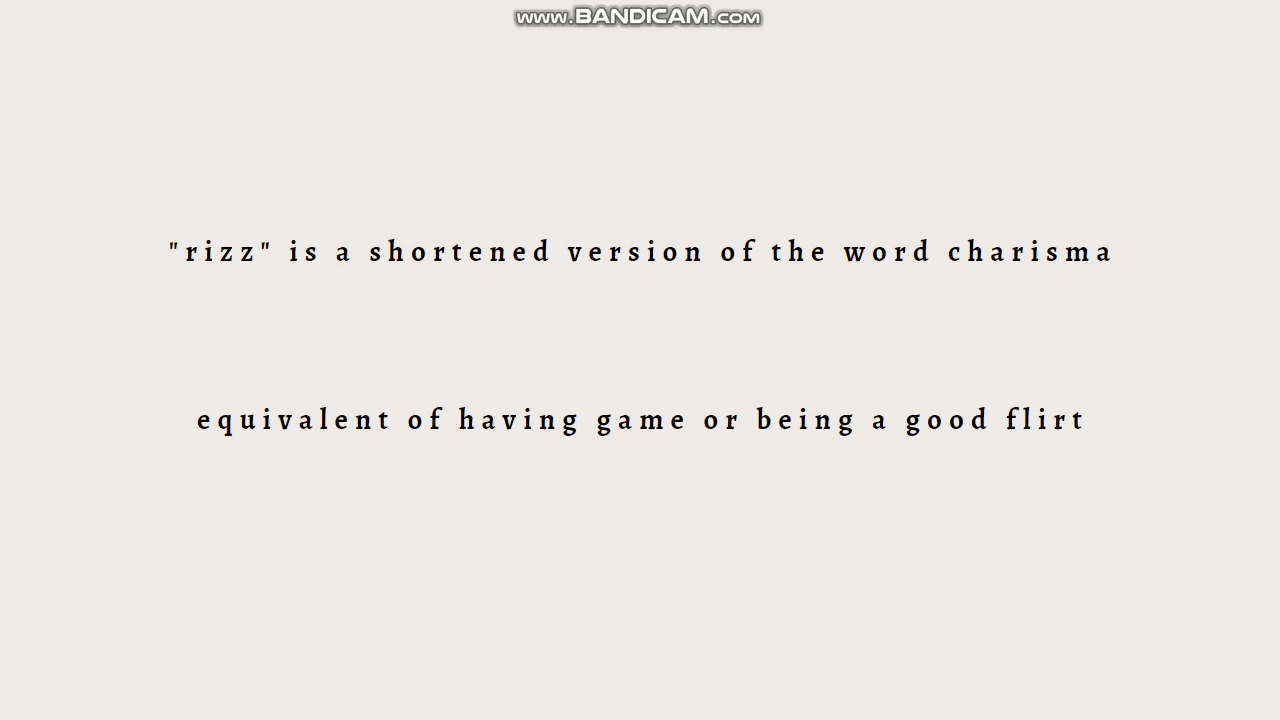 www.BANDICAM.com
"rizz" is a shortened version of the word charisma
equivalent of having game or being a good flirt